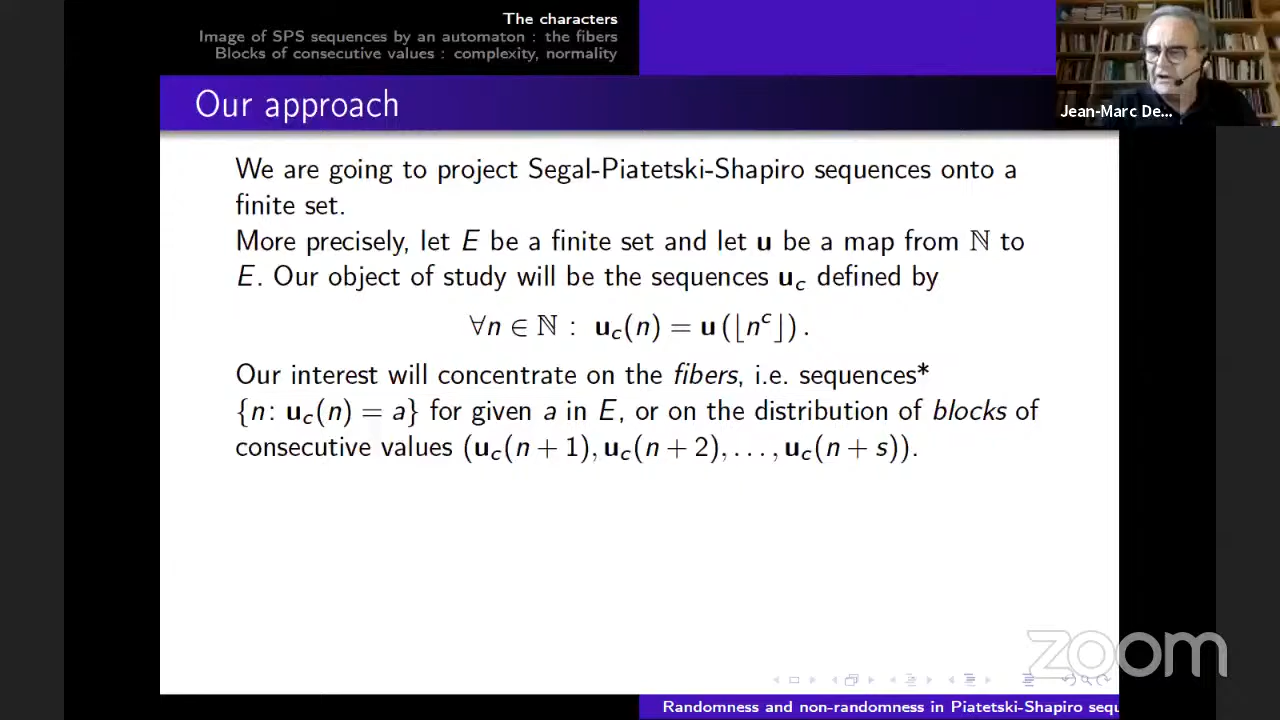 The characters
Image of SPS sequences by an automaton : the fibers
Blocks of consecutive values : complexity, normality
Our approach
Jean-Marc De...
We are going to project Segal-Piatetski-Shapiro sequences onto a
finite set.
More precisely, let E be a finite set and let u be a map from ℕ to
E. Our object of study will be the sequences u_c defined by
∀n ∈ ℕ : u_c(n) = u (⌊n^c⌋) .
Our interest will concentrate on the fibers, i.e. sequences*
{n: u_c(n) = a} for given a in E, or on the distribution of blocks of
consecutive values (u_c(n + 1), u_c(n + 2), . . . , u_c(n + s)).
zoom
Randomness and non-randomness in Piatetski-Shapiro sequ